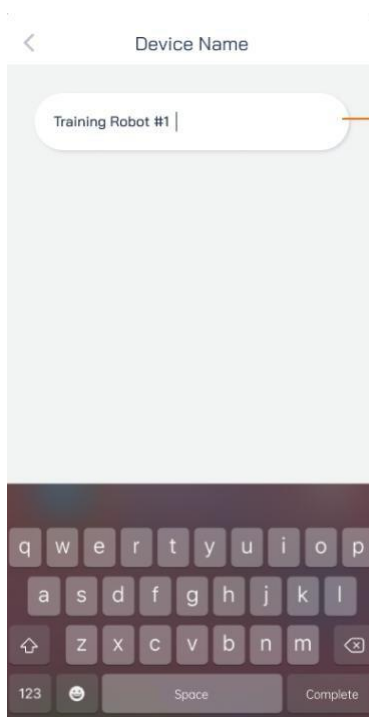 Device Name
Training Robot #1
q w e r t y u i o p
a s d f g h j k l
z x c v b n m
123 Space Complete